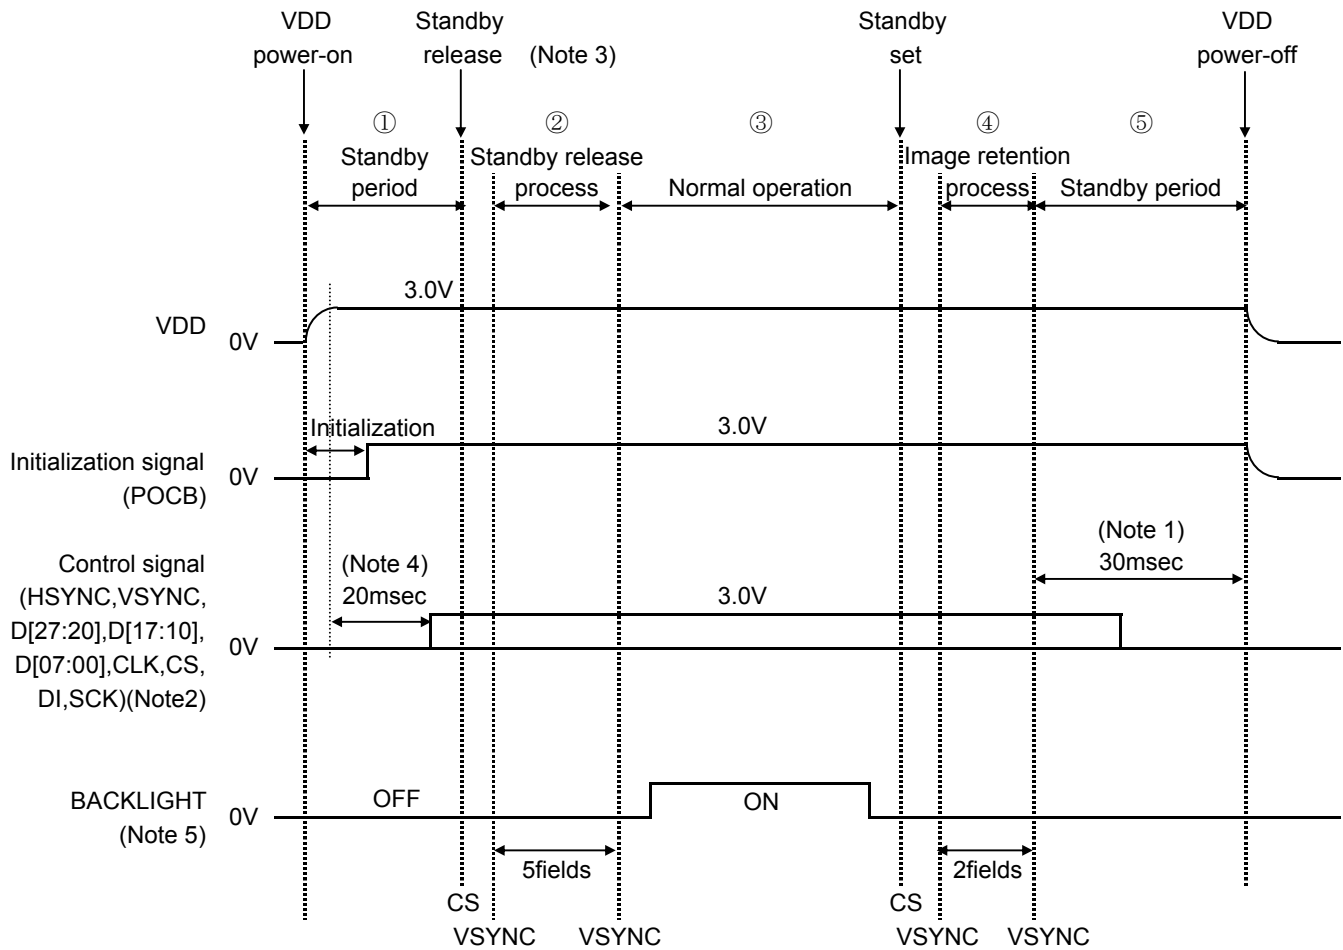 VDD
power-on
Standby
release (Note 3)
Standby
set
VDD
power-off
①
②
③
④
⑤
Standby
period
Standby release
process
Normal operation
Image retention
process
Standby period
3.0V
VDD
0V
Initialization
3.0V
Initialization signal
(POCB)
0V
(Note 1)
30msec
Control signal
(HSYNC,VSYNC,
D[27:20],D[17:10],
D[07:00],CLK,CS,
DI,SCK)(Note2)
(Note 4)
20msec
3.0V
0V
BACKLIGHT
(Note 5)
0V
OFF
ON
5fields
2fields
CS
CS
VSYNC
VSYNC
VSYNC
VSYNC